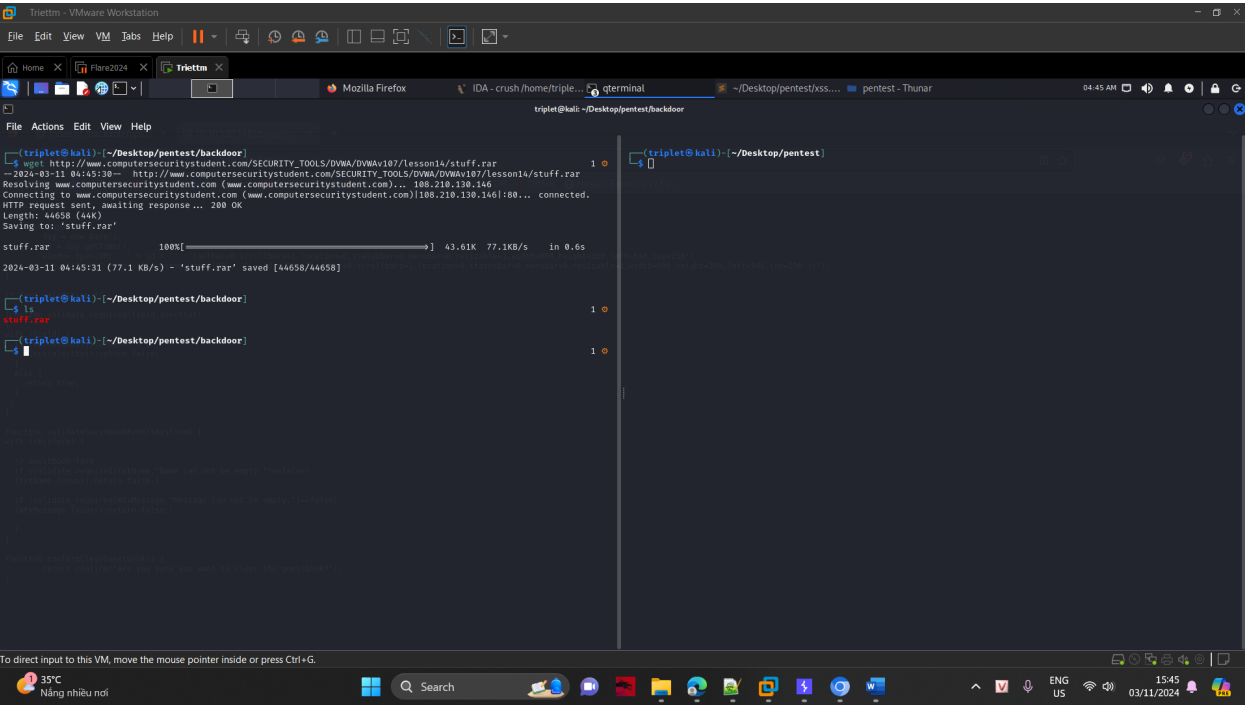 Triettm - VMware Workstation
File Edit View VM Tabs Help
Home Flare2024 Triettm
Mozilla Firefox IDA - crush /home/triple... qterminal ~/Desktop/pentest/xss.... pentest - Thunar 04:45 AM
triplet@kali: ~/Desktop/pentest/backdoor
File Actions Edit View Help
(triplet㉿kali)-[~/Desktop/pentest/backdoor]
$ wget http://www.computersecuritystudent.com/SECURITY_TOOLS/DVWA/DVWAv107/lesson14/stuff.rar 1
--2024-03-11 04:45:30-- http://www.computersecuritystudent.com/SECURITY_TOOLS/DVWA/DVWAv107/lesson14/stuff.rar
Resolving www.computersecuritystudent.com (www.computersecuritystudent.com)... 108.210.130.146
Connecting to www.computersecuritystudent.com (www.computersecuritystudent.com)|108.210.130.146|:80... connected.
HTTP request sent, awaiting response... 200 OK
Length: 44658 (44K)
Saving to: ‘stuff.rar’
stuff.rar 100%[===================>] 43.61K 77.1KB/s in 0.6s
2024-03-11 04:45:31 (77.1 KB/s) - ‘stuff.rar’ saved [44658/44658]
(triplet㉿kali)-[~/Desktop/pentest/backdoor]
$ ls 1
stuff.rar
(triplet㉿kali)-[~/Desktop/pentest/backdoor]
$ 1
(triplet㉿kali)-[~/Desktop/pentest]
$
To direct input to this VM, move the mouse pointer inside or press Ctrl+G.
1
35°C
Nắng nhiều nơi
Search
ENG
US
15:45
03/11/2024